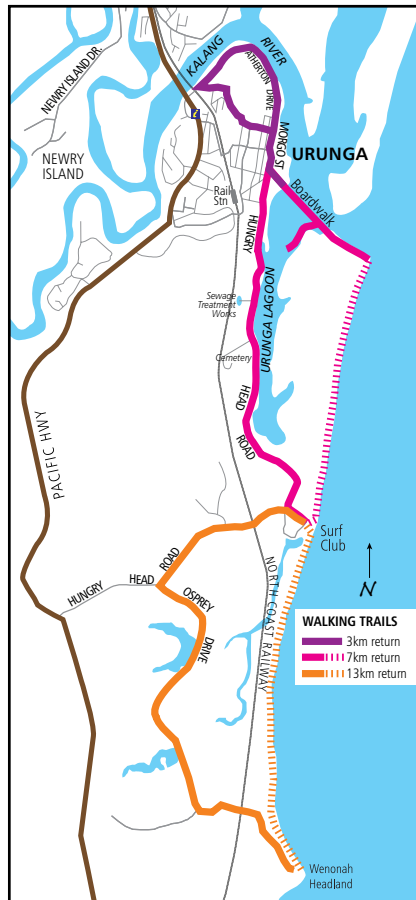 NEWRY ISLAND DR.
KALANG
RIVER
ATHERTON DRIVE
MORGO ST
URUNGA
NEWRY
ISLAND
i
Boardwalk
Rail
Stn
HUNGRY
URUNGA LAGOON
Sewage
Treatment
Works
Cemetery
HEAD
ROAD
PACIFIC HWY
Surf
Club
N
ROAD
HEAD
HUNGRY
OSPREY
DRIVE
NORTH COAST RAILWAY
WALKING TRAILS
3km return
7km return
13km return
Wenonah
Headland